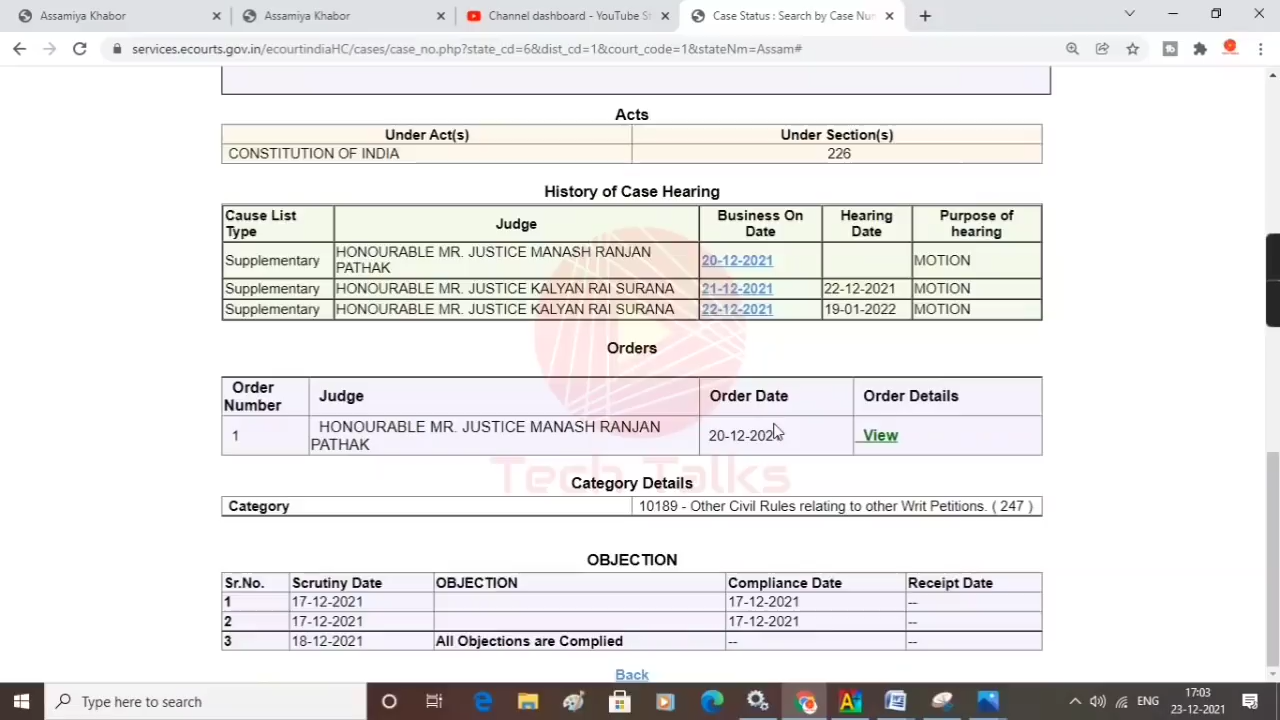 Assamiya Khabor
Assamiya Khabor
Channel dashboard - YouTube St
Case Status : Search by Case Num
services.ecourts.gov.in/ecourtindiaHC/cases/case_no.php?state_cd=6&dist_cd=1&court_code=1&stateNm=Assam#
Acts
Under Act(s) Under Section(s)
CONSTITUTION OF INDIA 226
History of Case Hearing
Cause List Type Judge Business On Date Hearing Date Purpose of hearing
Supplementary HONOURABLE MR. JUSTICE MANASH RANJAN PATHAK 20-12-2021 MOTION
Supplementary HONOURABLE MR. JUSTICE KALYAN RAI SURANA 21-12-2021 22-12-2021 MOTION
Supplementary HONOURABLE MR. JUSTICE KALYAN RAI SURANA 22-12-2021 19-01-2022 MOTION
Orders
Order Number Judge Order Date Order Details
1 HONOURABLE MR. JUSTICE MANASH RANJAN PATHAK 20-12-202 View
Tech Talks
Category Details
Category 10189 - Other Civil Rules relating to other Writ Petitions. ( 247 )
OBJECTION
Sr.No. Scrutiny Date OBJECTION Compliance Date Receipt Date
1 17-12-2021 17-12-2021 --
2 17-12-2021 17-12-2021 --
3 18-12-2021 All Objections are Complied -- --
Back
Type here to search
ENG
17:03
23-12-2021